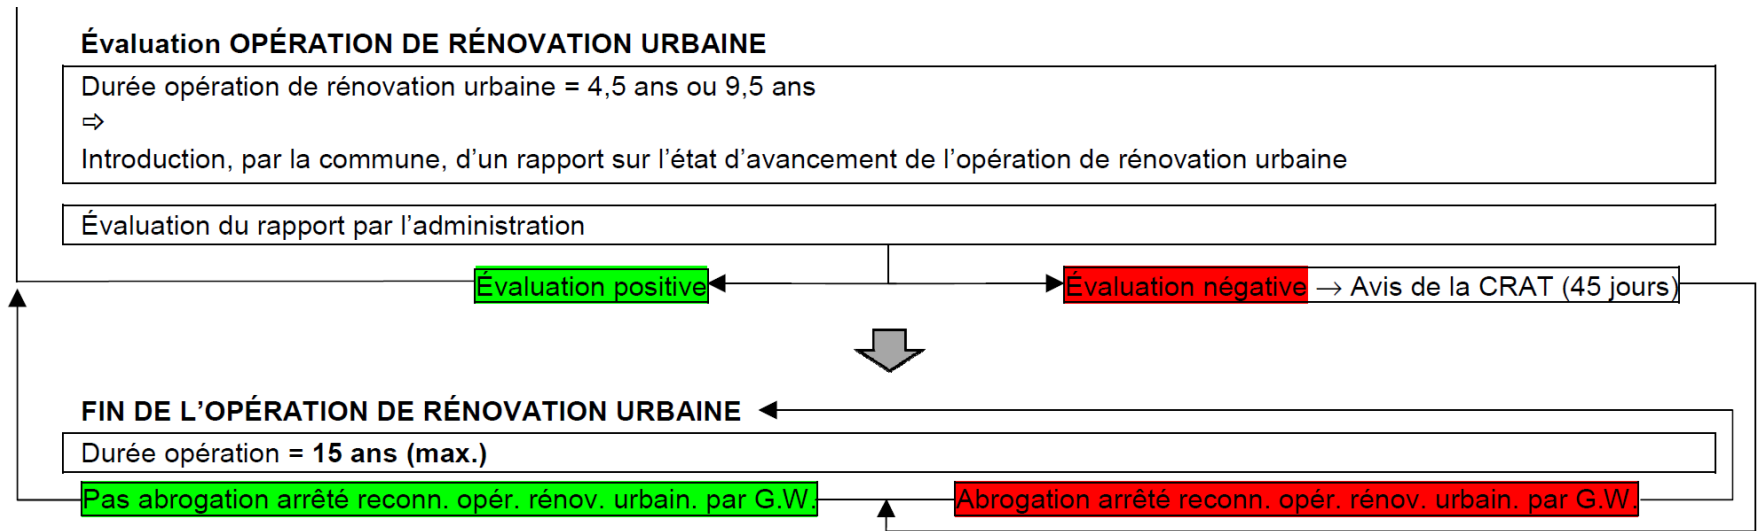 Évaluation OPÉRATION DE RÉNOVATION URBAINE
Durée opération de rénovation urbaine = 4,5 ans ou 9,5 ans
⇨
Introduction, par la commune, d’un rapport sur l’état d’avancement de l’opération de rénovation urbaine
Évaluation du rapport par l’administration
Évaluation positive
Évaluation négative → Avis de la CRAT (45 jours)
FIN DE L’OPÉRATION DE RÉNOVATION URBAINE
Durée opération = 15 ans (max.)
Pas abrogation arrêté reconn. opér. rénov. urbain. par G.W.
Abrogation arrêté reconn. opér. rénov. urbain. par G.W.